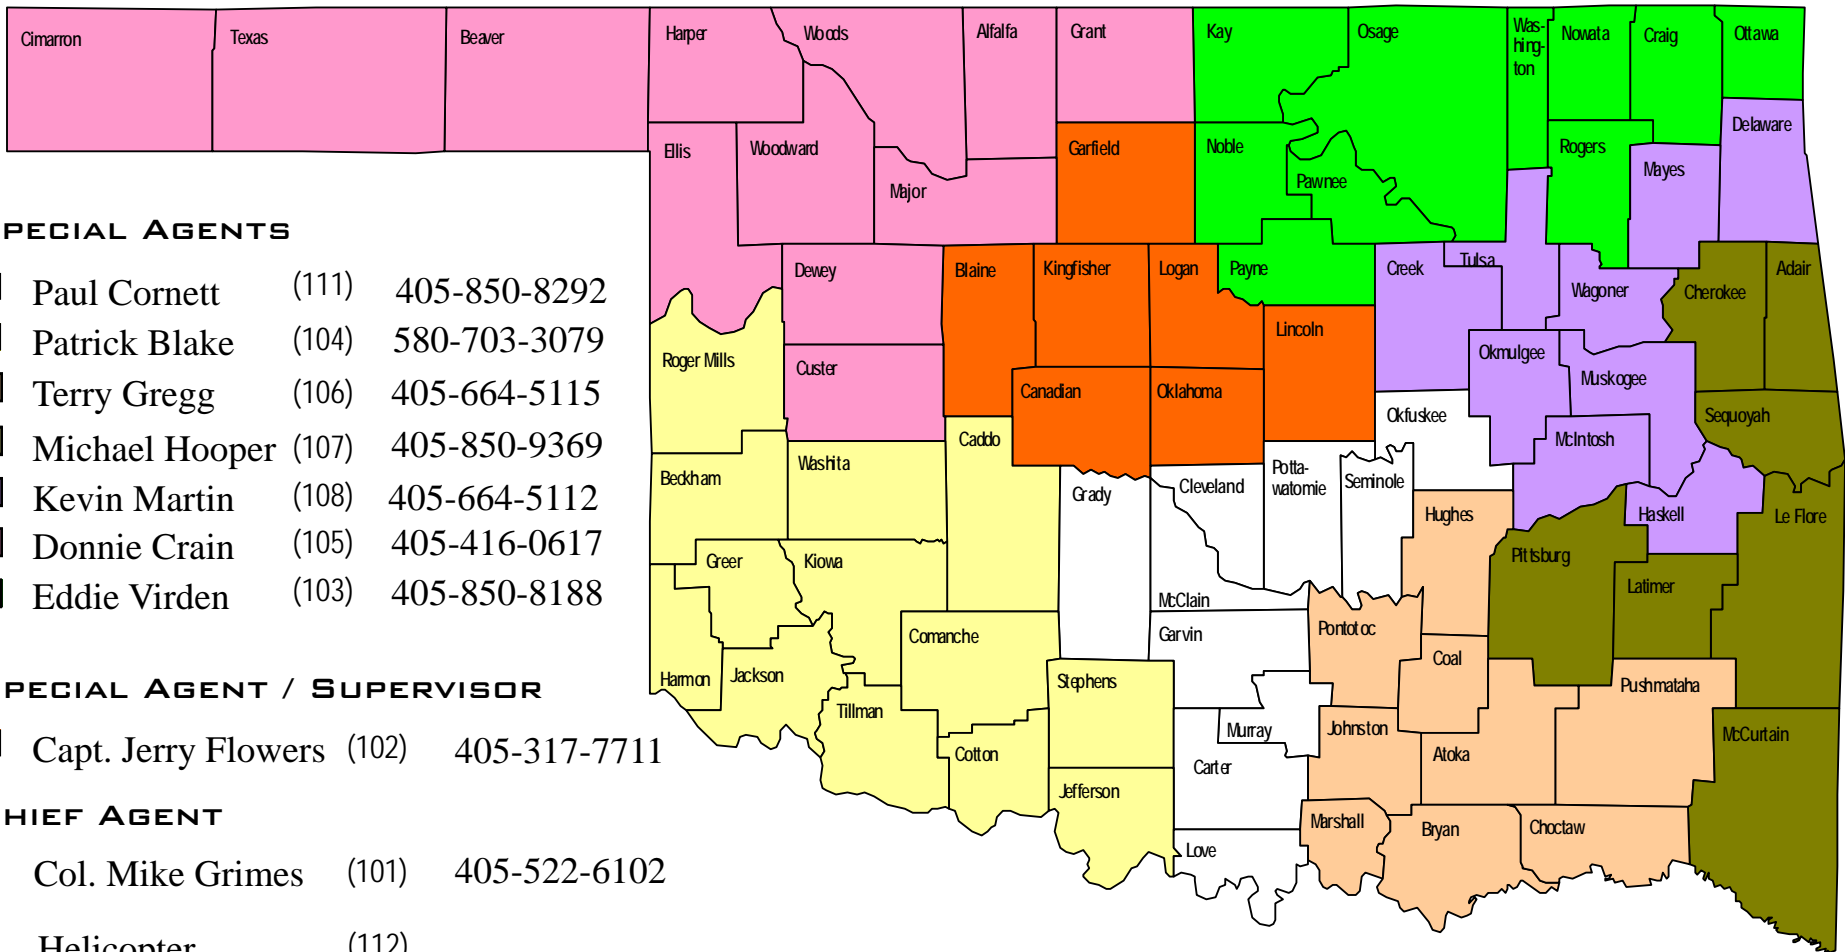 Cimarron
Texas
Beaver
Harper
Woods
Alfalfa
Grant
Kay
Osage
Was-
hing-
ton
Nowata
Craig
Ottawa
Ellis
Woodward
Major
Garfield
Noble
Pawnee
Rogers
Mayes
Delaware
Dewey
Blaine
Kingfisher
Logan
Payne
Creek
Tulsa
Wagoner
Cherokee
Adair
Roger Mills
Custer
Canadian
Oklahoma
Lincoln
Okmulgee
Muskogee
Okfuskee
McIntosh
Sequoyah
Beckham
Washita
Caddo
Grady
Cleveland
Potta-
watomie
Seminole
Hughes
Haskell
Le Flore
Greer
Kiowa
Pittsburg
Latimer
McClain
Harmon
Jackson
Comanche
Garvin
Pontotoc
Coal
Tillman
Stephens
Pushmataha
Cotton
Murray
Johnston
Atoka
McCurtain
Carter
Jefferson
Marshall
Bryan
Choctaw
Love
PECIAL AGENTS
Paul Cornett (111) 405-850-8292
Patrick Blake (104) 580-703-3079
Terry Gregg (106) 405-664-5115
Michael Hooper (107) 405-850-9369
Kevin Martin (108) 405-664-5112
Donnie Crain (105) 405-416-0617
Eddie Virden (103) 405-850-8188
PECIAL AGENT / SUPERVISOR
Capt. Jerry Flowers (102) 405-317-7711
HIEF AGENT
Col. Mike Grimes (101) 405-522-6102
Helicopter (112)